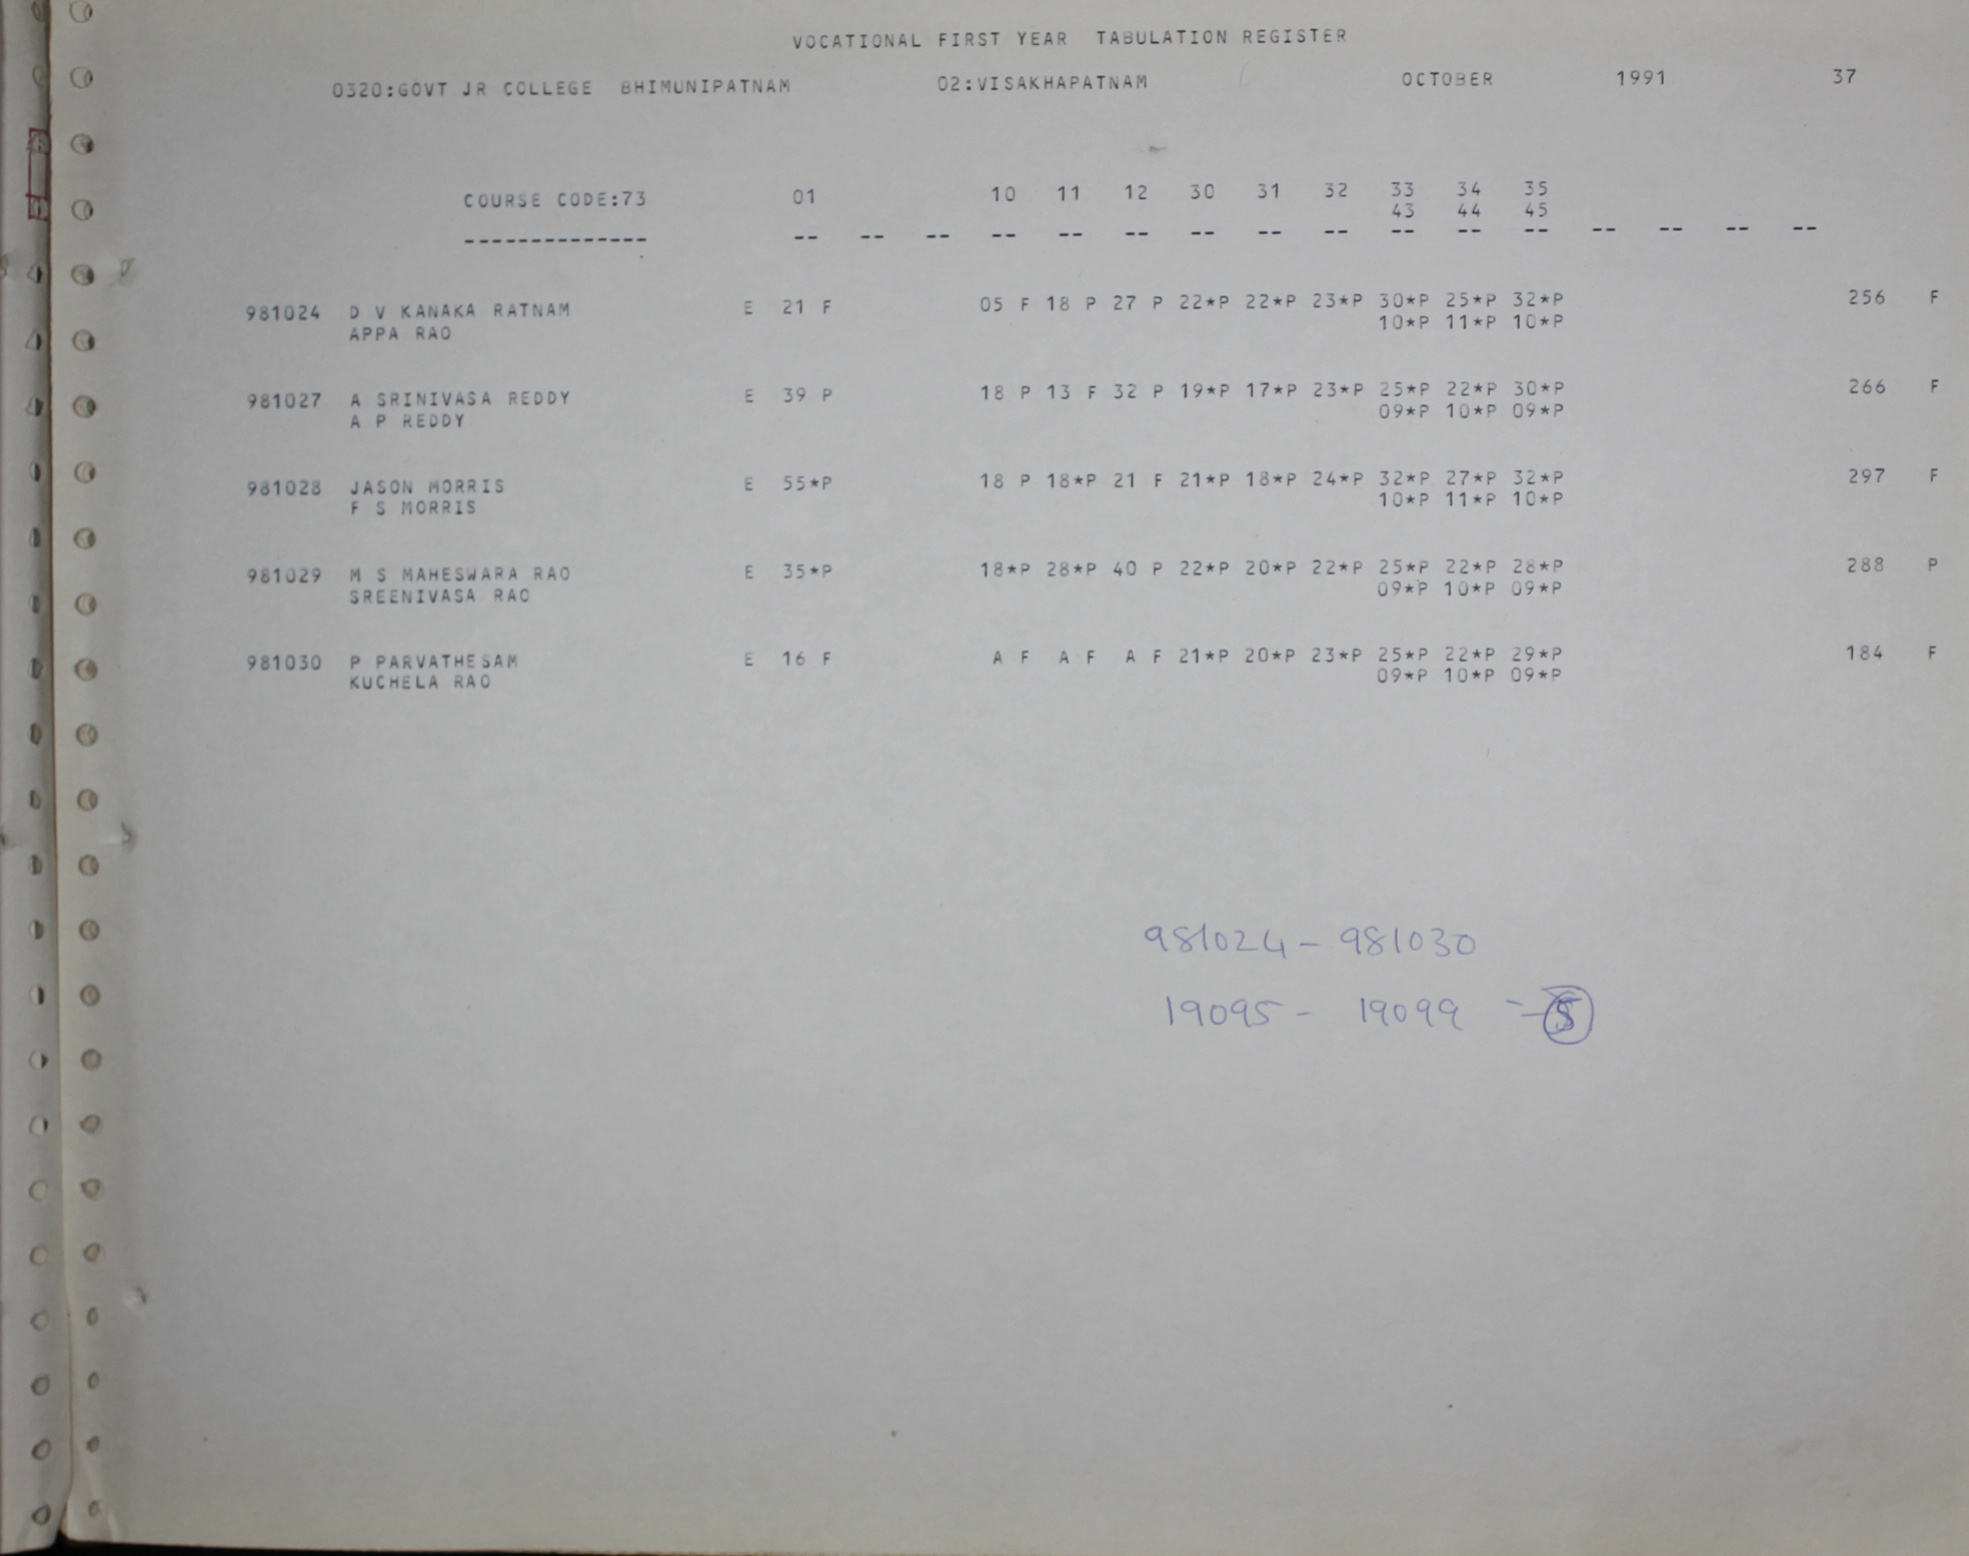 VOCATIONAL FIRST YEAR TABULATION REGISTER
0320:GOVT JR COLLEGE BHIMUNIPATNAM 02:VISAKHAPATNAM OCTOBER 1991 37
COURSE CODE:73 01 10 11 12 30 31 32 33 34 35
43 44 45
-------------- -- -- -- -- -- -- -- -- -- -- -- -- -- -- -- --
981024 D V KANAKA RATNAM E 21 F 05 F 18 P 27 P 22*P 22*P 23*P 30*P 25*P 32*P 256 F
APPA RAO 10*P 11*P 10*P
981027 A SRINIVASA REDDY E 39 P 18 P 13 F 32 P 19*P 17*P 23*P 25*P 22*P 30*P 266 F
A P REDDY 09*P 10*P 09*P
981028 JASON MORRIS E 55*P 18 P 18*P 21 F 21*P 18*P 24*P 32*P 27*P 32*P 297 F
F S MORRIS 10*P 11*P 10*P
981029 M S MAHESWARA RAO E 35*P 18*P 28*P 40 P 22*P 20*P 22*P 25*P 22*P 28*P 288 P
SREENIVASA RAO 09*P 10*P 09*P
981030 P PARVATHESAM E 16 F A F A F A F 21*P 20*P 23*P 25*P 22*P 29*P 184 F
KUCHELA RAO 09*P 10*P 09*P
981024 - 981030
19095 - 19099 = 5